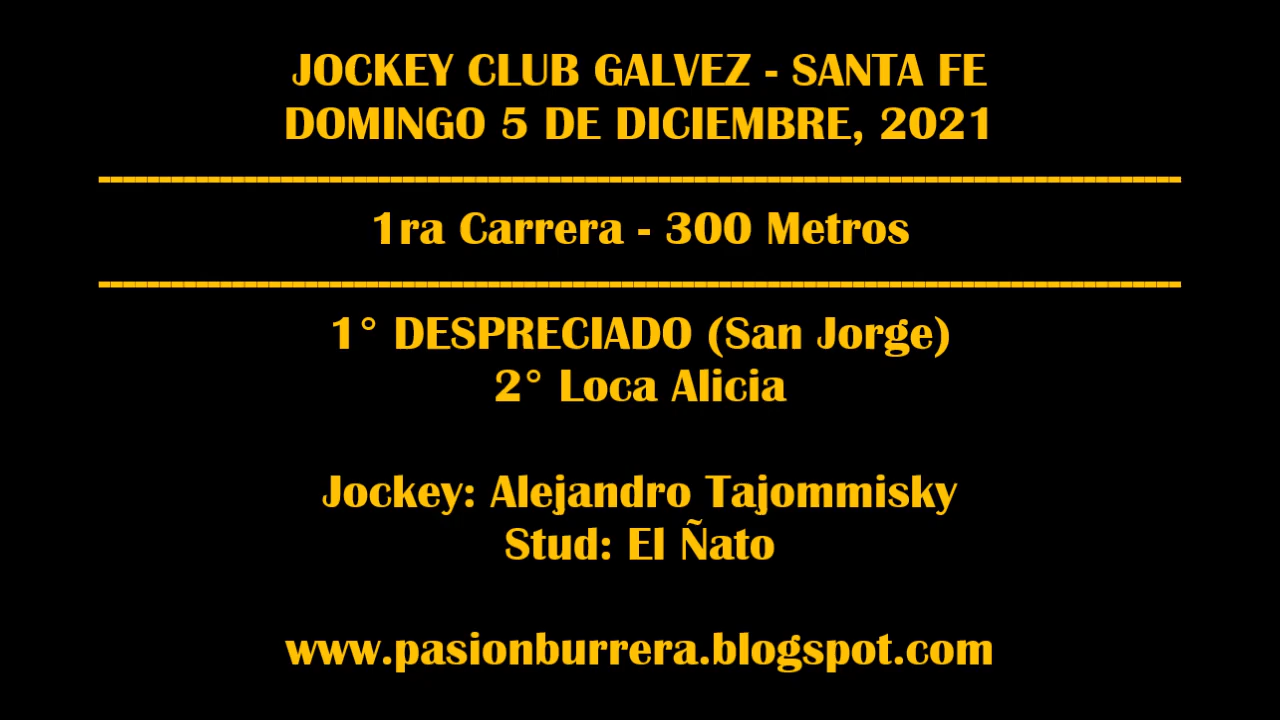 JOCKEY CLUB GALVEZ - SANTA FE
DOMINGO 5 DE DICIEMBRE, 2021
1ra Carrera - 300 Metros
1° DESPRECIADO (San Jorge)
2° Loca Alicia
Jockey: Alejandro Tajommisky
Stud: El Ñato
www.pasionburrera.blogspot.com